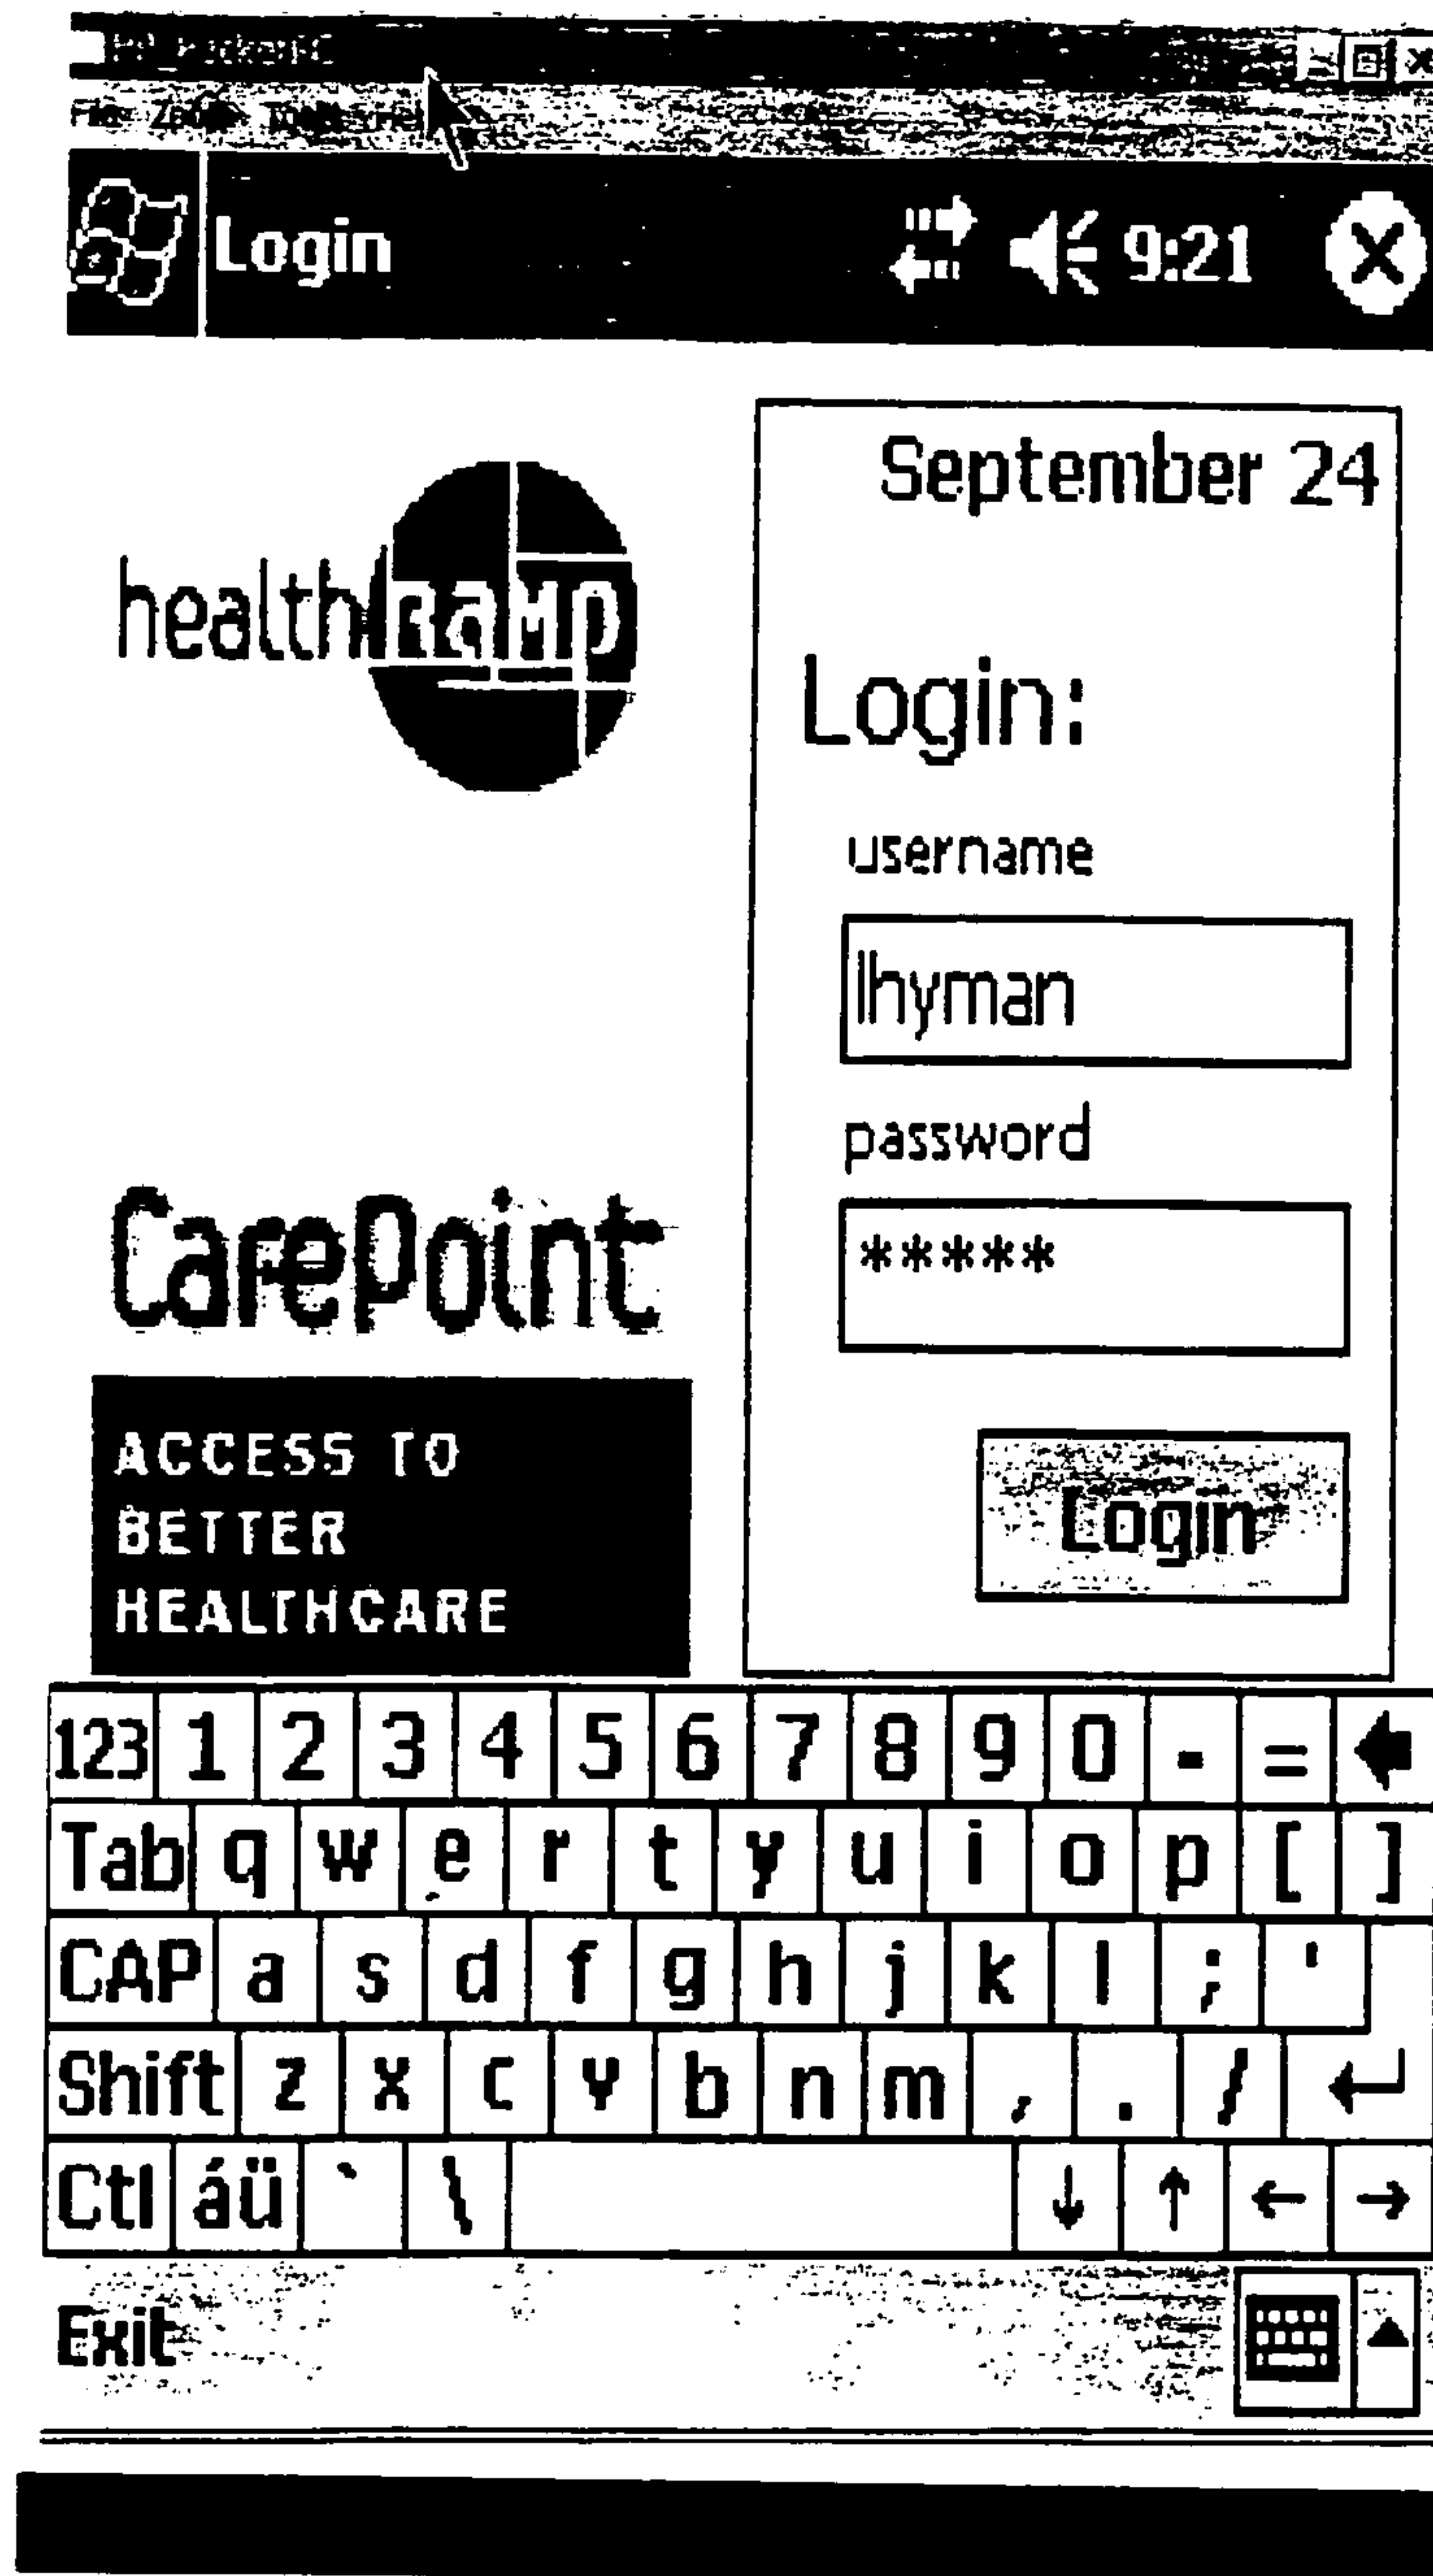 Login 9:21
September 24
healthramp
Login:
username
lhyman
password
CarePoint
*****
ACCESS TO
BETTER
HEALTHCARE
Login
123 1 2 3 4 5 6 7 8 9 0 - =
Tab q w e r t y u i o p [ ]
CAP a s d f g h j k l ; '
Shift z x c v b n m , . /
Ctl áü ` \ ↓ ↑ ← →
Exit